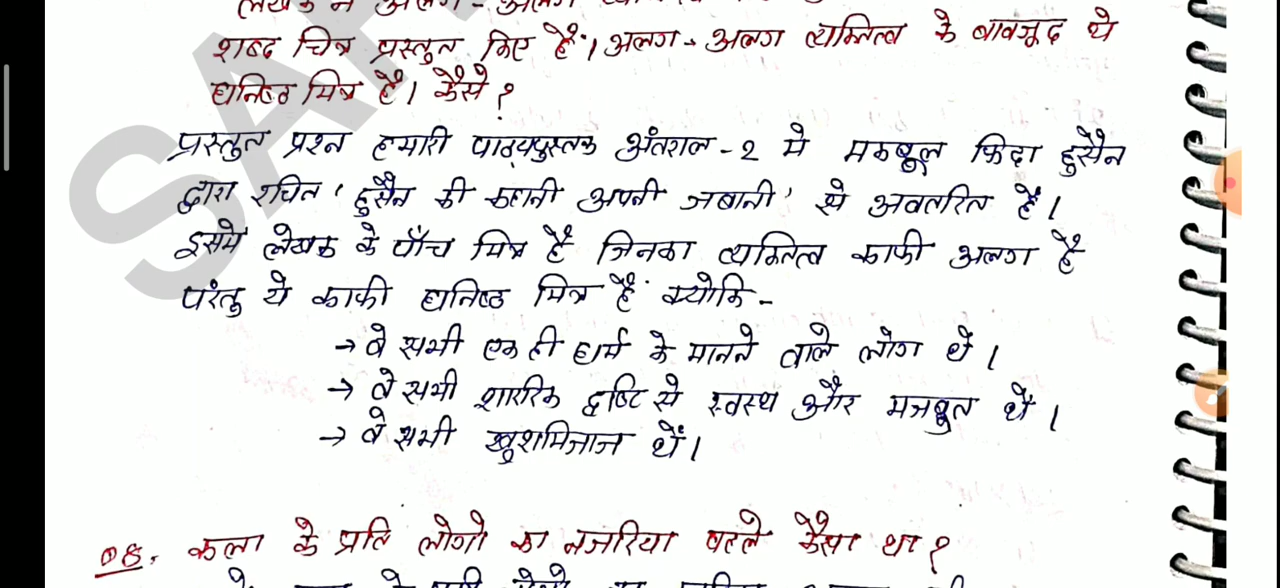 शब्द चित्र प्रस्तुत किए हैं। अलग-अलग व्यक्तित्व के बावजूद ये
घनिष्ठ मित्र हैं। कैसे ?
प्रस्तुत प्रश्न हमारी पाठ्यपुस्तक अंतराल-2 मे मकबूल फिदा हुसैन
द्वारा रचित 'हुसैन की कहानी अपनी जबानी' से अवतरित है।
इसमें लेखक के पाँच मित्र हैं जिनका व्यक्तित्व काफी अलग है
परंतु ये काफी घनिष्ठ मित्र हैं क्योकि -
→ वे सभी एक ही धर्म के मानने वाले लोग थे।
→ वे सभी शाररिक दृष्टि से स्वस्थ और मजबूत थें।
→ वे सभी खुशमिजाज थें।
कला के प्रति लोगो का नजरिया पहले कैसा था ?